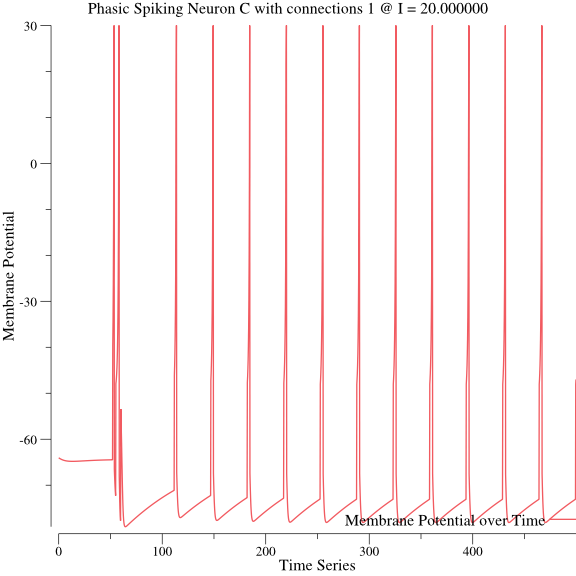 Phasic Spiking Neuron C with connections 1 @ I = 20.000000
30
0
-30
-60
Membrane Potential
Membrane Potential over Time
0
100
200
300
400
Time Series